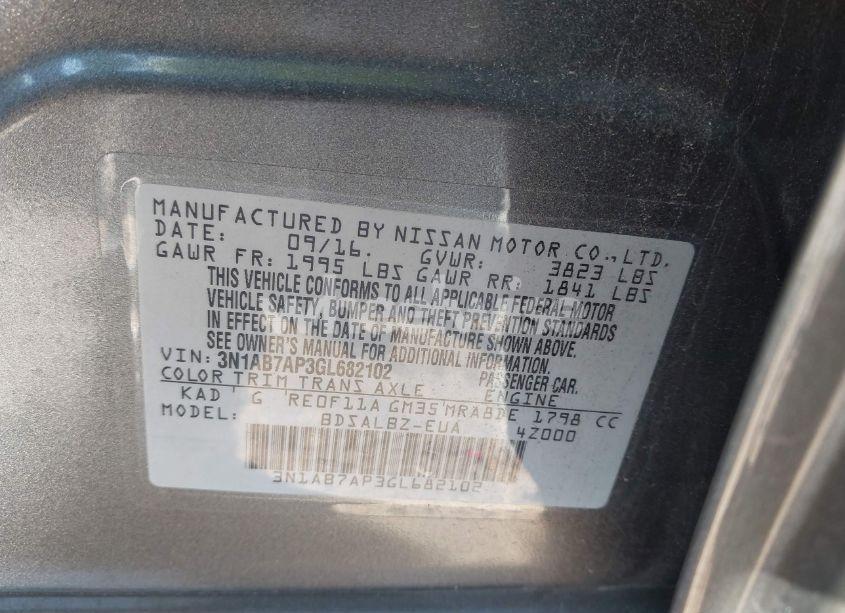 MANUFACTURED BY NISSAN MOTOR CO., LTD.
DATE: 09/16. GVWR: 3823 LBS
GAWR FR: 1995 LBS GAWR RR: 1841 LBS
THIS VEHICLE CONFORMS TO ALL APPLICABLE FEDERAL MOTOR
VEHICLE SAFETY, BUMPER AND THEFT PREVENTION STANDARDS
IN EFFECT ON THE DATE OF MANUFACTURE SHOWN ABOVE.
SEE OWNER'S MANUAL FOR ADDITIONAL INFORMATION.
VIN: 3N1AB7AP3GL682102 PASSENGER CAR.
COLOR TRIM TRANS AXLE ENGINE
KAD G RE0F11A GM35 MRA8DE 1798 CC
MODEL: BDSALBZ-EUA 4Z000
3N1AB7AP3GL682102